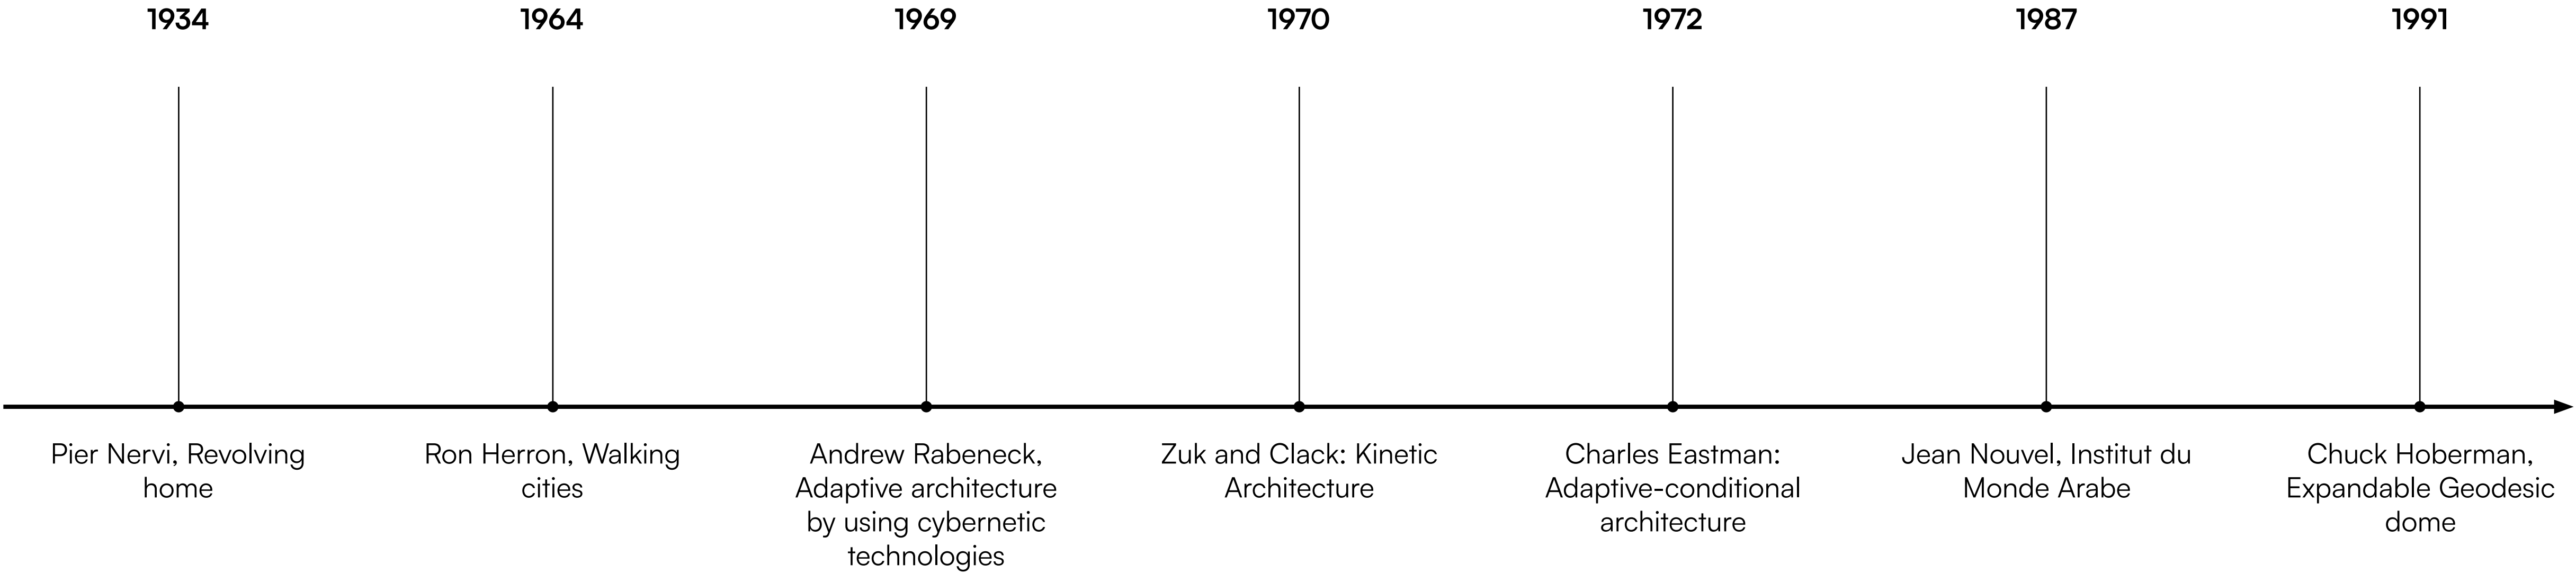 1934
1964
1969
1970
1972
1987
1991
Pier Nervi, Revolving
home
Ron Herron, Walking
cities
Andrew Rabeneck,
Adaptive architecture
by using cybernetic
technologies
Zuk and Clack: Kinetic
Architecture
Charles Eastman:
Adaptive-conditional
architecture
Jean Nouvel, Institut du
Monde Arabe
Chuck Hoberman,
Expandable Geodesic
dome